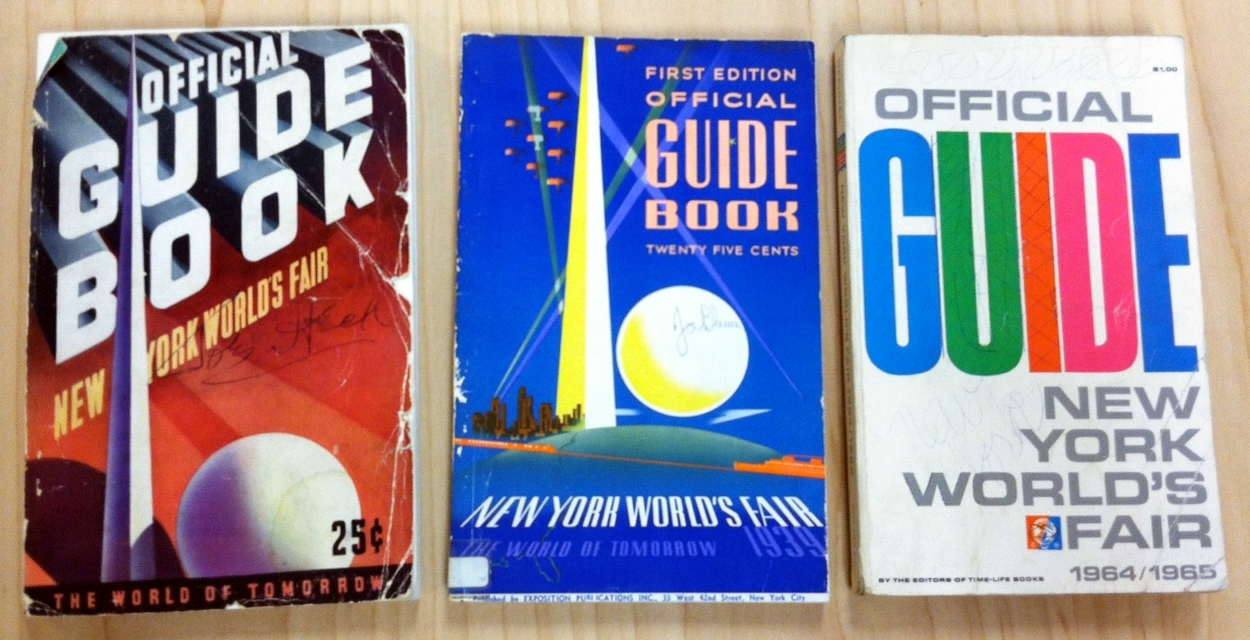 OFFICIAL
GUIDE
BOOK
NEW YORK WORLD'S FAIR
25¢
THE WORLD OF TOMORROW
FIRST EDITION
OFFICIAL
GUIDE
BOOK
TWENTY FIVE CENTS
NEW YORK WORLD'S FAIR
THE WORLD OF TOMORROW 1939
Published by EXPOSITION PUBLICATIONS INC., 33 West 42nd Street, New York City
$1.00
OFFICIAL
GUIDE
NEW
YORK
WORLD'S
FAIR
BY THE EDITORS OF TIME-LIFE BOOKS 1964/1965